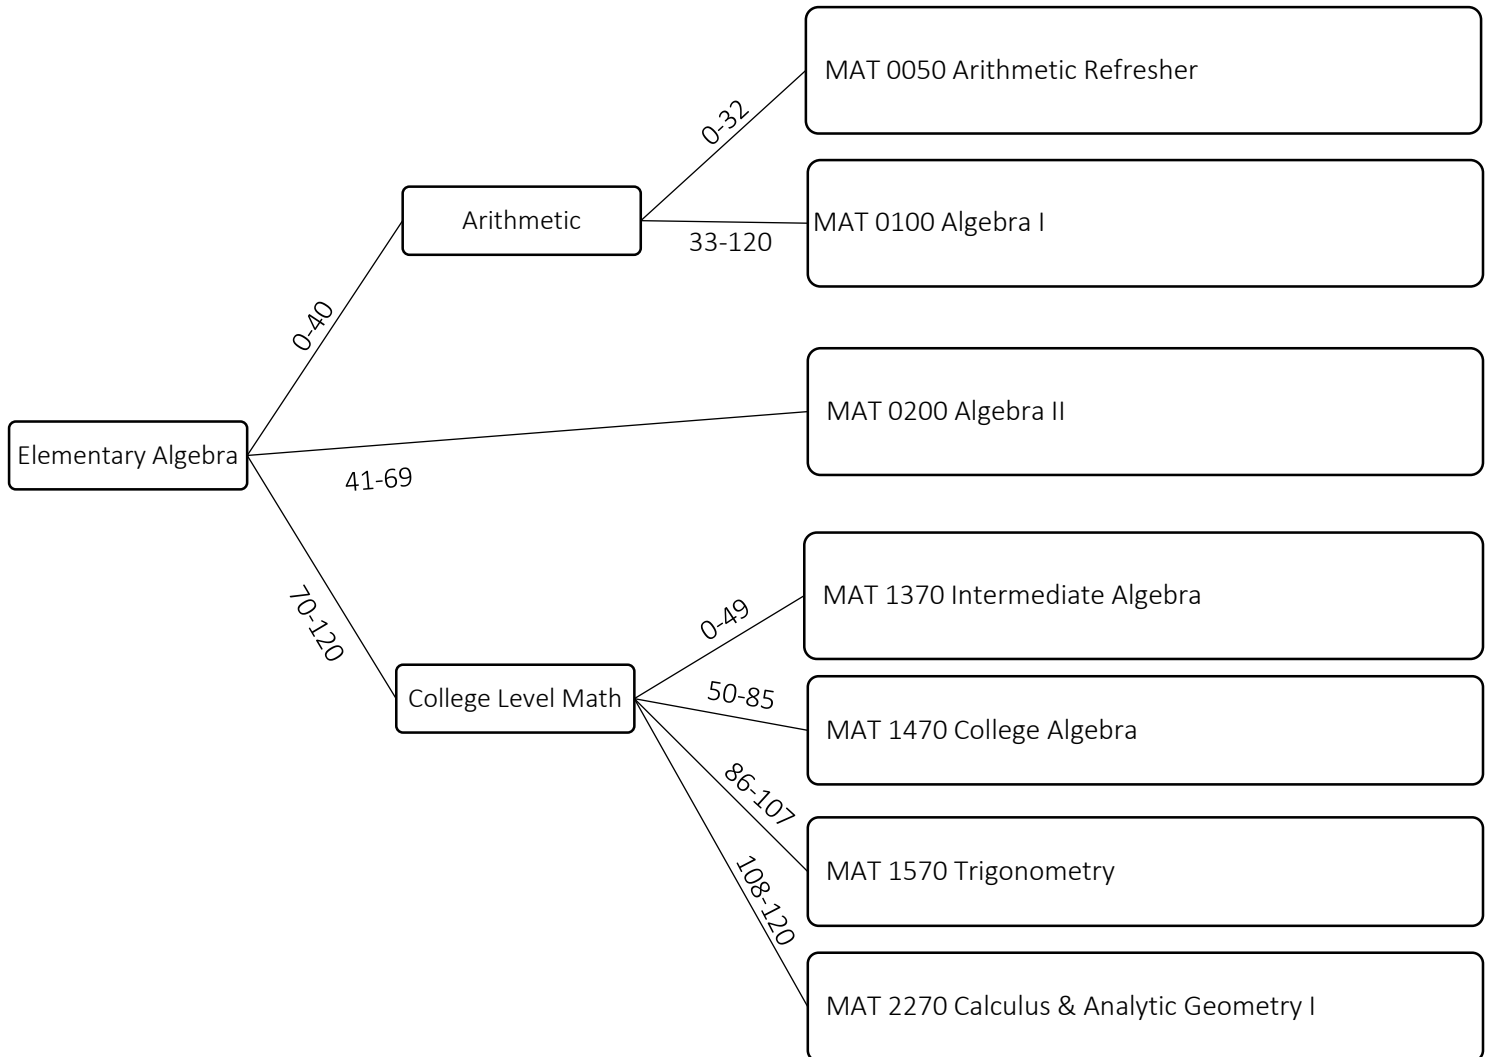 MAT 0050 Arithmetic Refresher
0-32
Arithmetic
33-120
MAT 0100 Algebra I
0-40
MAT 0200 Algebra II
Elementary Algebra
41-69
70-120
MAT 1370 Intermediate Algebra
0-49
College Level Math
50-85
MAT 1470 College Algebra
86-107
MAT 1570 Trigonometry
108-120
MAT 2270 Calculus & Analytic Geometry I